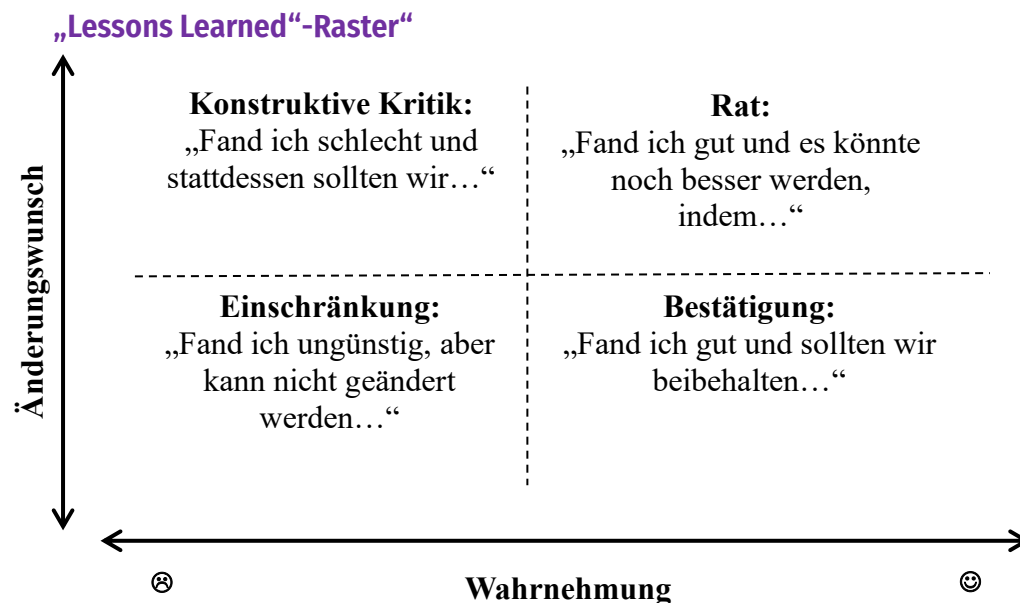 „Lessons Learned“-Raster“
Änderungswunsch
Konstruktive Kritik:
„Fand ich schlecht und
stattdessen sollten wir…“
Rat:
„Fand ich gut und es könnte
noch besser werden,
indem…“
Einschränkung:
„Fand ich ungünstig, aber
kann nicht geändert
werden…“
Bestätigung:
„Fand ich gut und sollten wir
beibehalten…“
☹ Wahrnehmung ☺